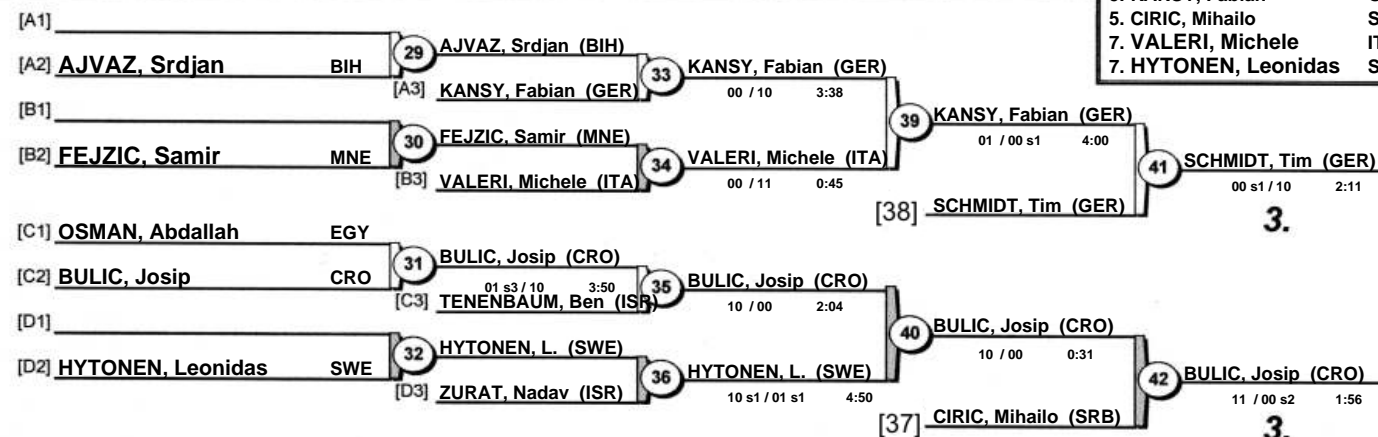 5. CIRIC, Mihailo S
7. VALERI, Michele IT
7. HYTONEN, Leonidas S
[A1]
[A2] AJVAZ, Srdjan BIH
29
AJVAZ, Srdjan (BIH)
[A3] KANSY, Fabian (GER)
33
KANSY, Fabian (GER)
00 / 10 3:38
[B1]
[B2] FEJZIC, Samir MNE
30
FEJZIC, Samir (MNE)
[B3] VALERI, Michele (ITA)
34
VALERI, Michele (ITA)
00 / 11 0:45
39
KANSY, Fabian (GER)
01 / 00 s1 4:00
[38] SCHMIDT, Tim (GER)
41
SCHMIDT, Tim (GER)
00 s1 / 10 2:11
3.
[C1] OSMAN, Abdallah EGY
[C2] BULIC, Josip CRO
31
BULIC, Josip (CRO)
01 s3 / 10 3:50
[C3] TENENBAUM, Ben (ISR)
35
BULIC, Josip (CRO)
10 / 00 2:04
[D1]
[D2] HYTONEN, Leonidas SWE
32
HYTONEN, L. (SWE)
[D3] ZURAT, Nadav (ISR)
36
HYTONEN, L. (SWE)
10 s1 / 01 s1 4:50
40
BULIC, Josip (CRO)
10 / 00 0:31
[37] CIRIC, Mihailo (SRB)
42
BULIC, Josip (CRO)
11 / 00 s2 1:56
3.